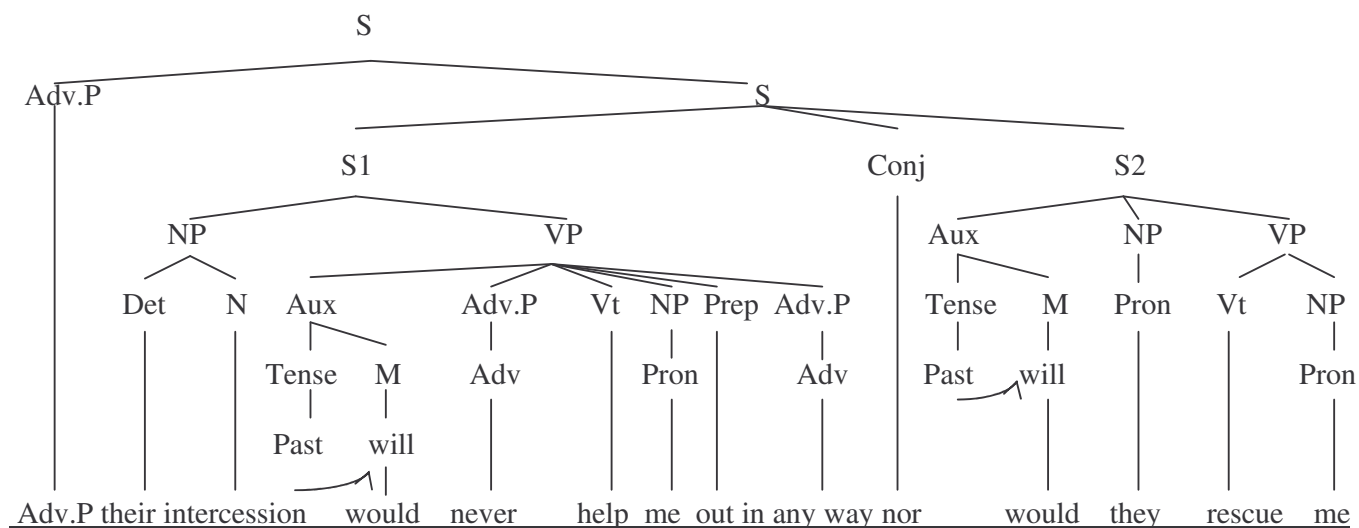 S
Adv.P S
S1 Conj S2
NP VP Aux NP VP
Det N Aux Adv.P Vt NP Prep Adv.P Tense M Pron Vt NP
Tense M Adv Pron Adv Past will Pron
Past will
Adv.P their intercession would never help me out in any way nor would they rescue me